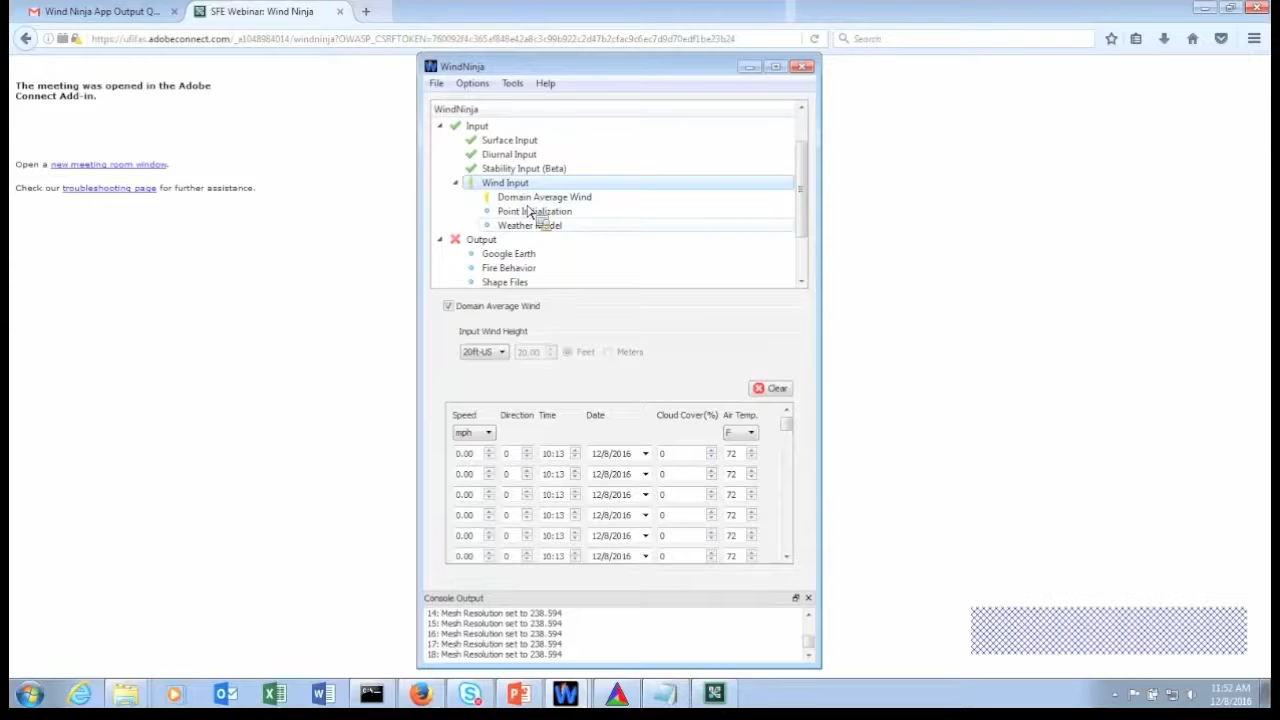 Wind Ninja App Output Q...
SFE Webinar: Wind Ninja
Search
The meeting was opened in the Adobe
Connect Add-in.
Open a new meeting room window.
Check our troubleshooting page for further assistance.
WindNinja
File Options Tools Help
WindNinja
Input
Surface Input
Diurnal Input
Stability Input (Beta)
Wind Input
Domain Average Wind
Point Initialization
Weather Model
Output
Google Earth
Fire Behavior
Shape Files
Domain Average Wind
Input Wind Height
20ft-US 20.00 Feet Meters
Clear
Speed Direction Time Date Cloud Cover(%) Air Temp.
mph F
0.00 0 10:13 12/8/2016 0 72
0.00 0 10:13 12/8/2016 0 72
0.00 0 10:13 12/8/2016 0 72
0.00 0 10:13 12/8/2016 0 72
0.00 0 10:13 12/8/2016 0 72
0.00 0 10:13 12/8/2016 0 72
Console Output
14: Mesh Resolution set to 238.594
15: Mesh Resolution set to 238.594
16: Mesh Resolution set to 238.594
17: Mesh Resolution set to 238.594
18: Mesh Resolution set to 238.594
11:52 AM
12/8/2016